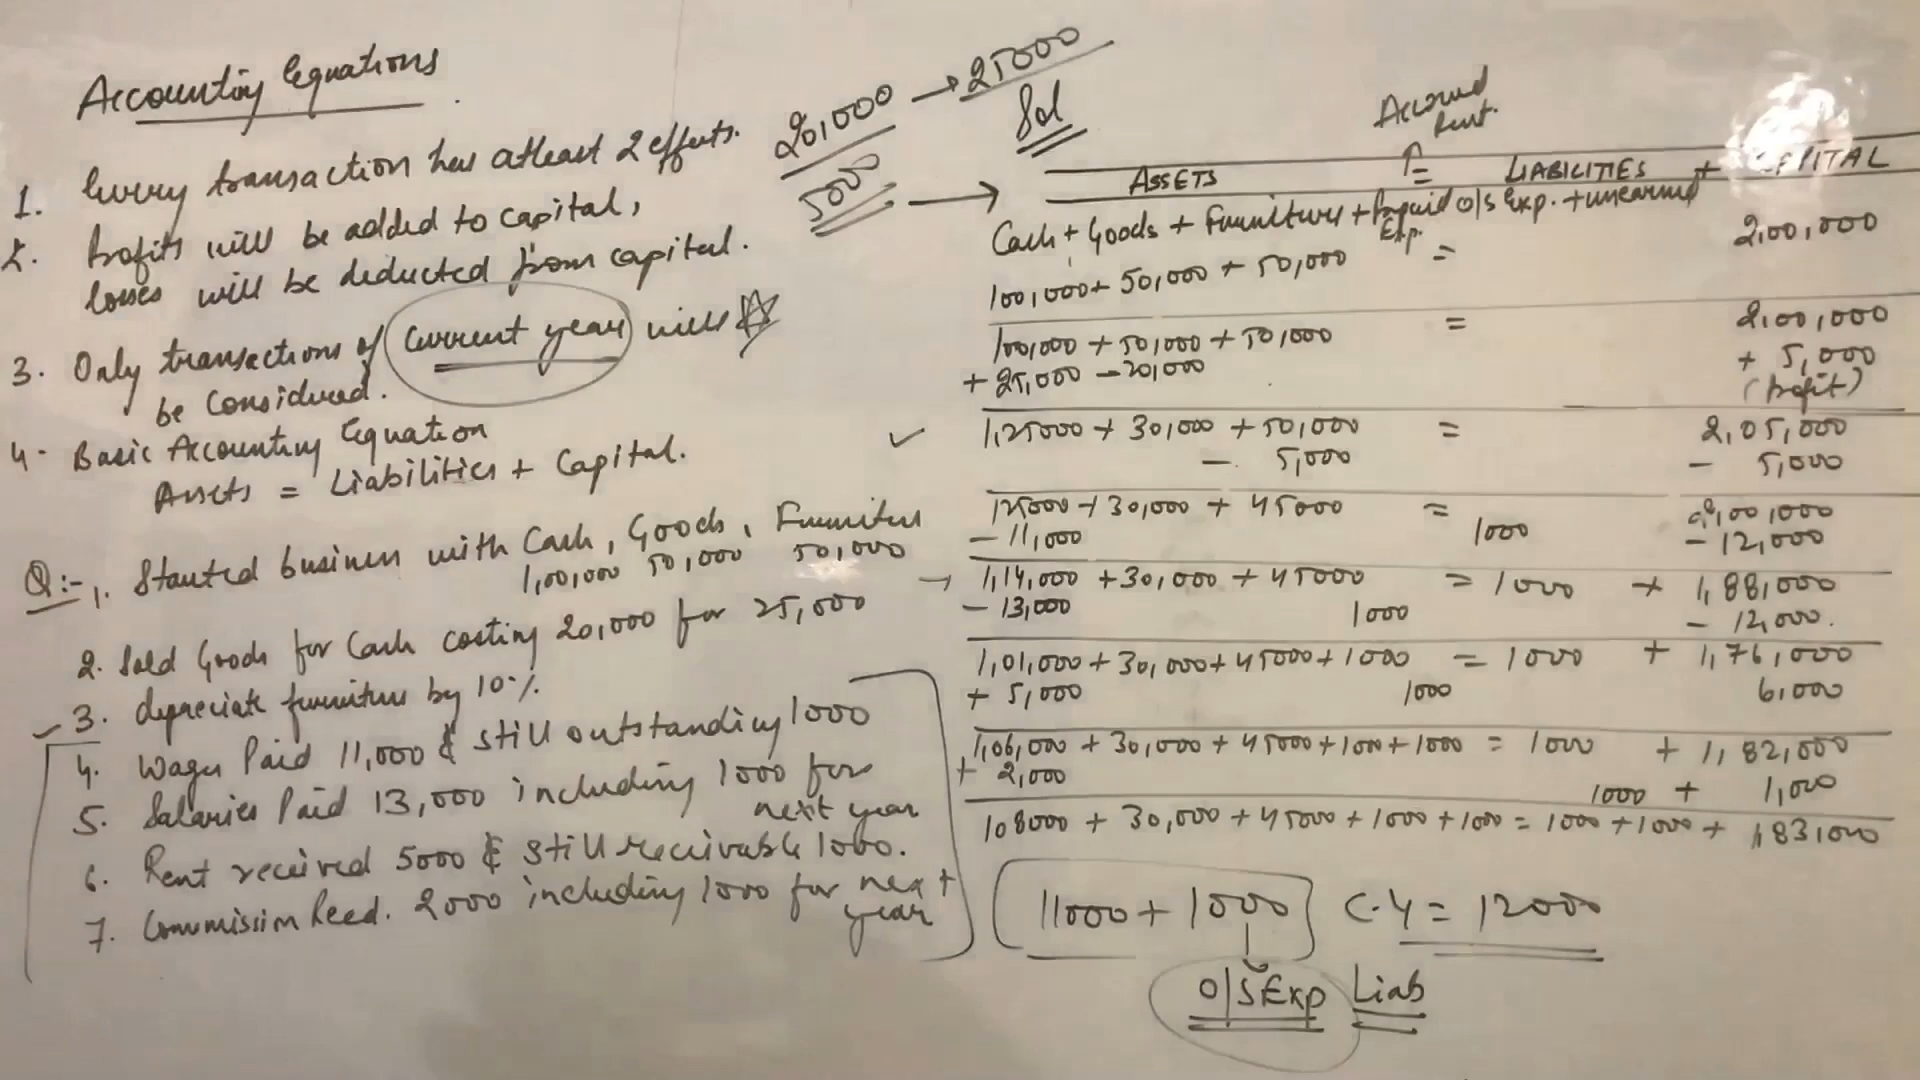 Accounting Equations
1. Every transaction has atleast 2 effects.
2. Profits will be added to capital,
losses will be deducted from capital.
3. Only transactions of current year will
be considered.
4. Basic Accounting Equation
Assets = Liabilities + Capital.
Q:- 1. Started business with Cash, Goods, Furniture
1,00,000 50,000 50,000
2. Sold Goods for Cash costing 20,000 for 25,000
3. depreciate furniture by 10%.
4. Wages Paid 11,000 & still outstanding 1000
5. Salaries Paid 13,000 including 1000 for
next year
6. Rent received 5000 & still receivable 1000.
7. Commission Recd. 2000 including 1000 for next
year
20,000 → 25000
5000 →
Sol
Accrued
Rent.
ASSETS = LIABILITIES + CAPITAL
Cash + Goods + Furniture + Prepaid O/S Exp. + unearned
Exp.
100,000 + 50,000 + 50,000 = 2,00,000
100,000 + 50,000 + 50,000 = 2,00,000
+ 25,000 - 20,000 + 5,000
(Profit)
1,25000 + 30,000 + 50,000 = 2,05,000
- 5,000 - 5,000
125000 + 30,000 + 45000 = 2,00,000
- 11,000 1000 - 12,000
1,14,000 + 30,000 + 45000 = 1000 + 1,88,000
- 13,000 1000 - 12,000.
1,01,000 + 30,000 + 45000 + 1000 = 1000 + 1,76,000
+ 5,000 1000 6,000
1,06,000 + 30,000 + 45000 + 1000 + 1000 = 1000 + 1,82,000
+ 2,000 1000 + 1,000
108000 + 30,000 + 45000 + 1000 + 1000 = 1000 + 1000 + 1,83,000
11000 + 1000 C.Y = 12000
O/S Exp Liab